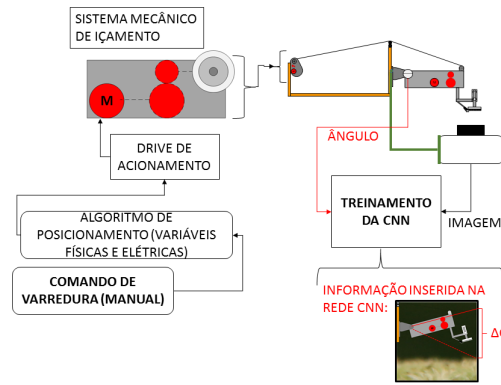 SISTEMA MECÂNICO
DE IÇAMENTO
M
DRIVE DE
ACIONAMENTO
ALGORITMO DE
POSICIONAMENTO (VARIÁVEIS
FÍSICAS E ELÉTRICAS)
COMANDO DE
VARREDURA (MANUAL)
ÂNGULO
TREINAMENTO
DA CNN
IMAGEM
INFORMAÇÃO INSERIDA NA
REDE CNN: